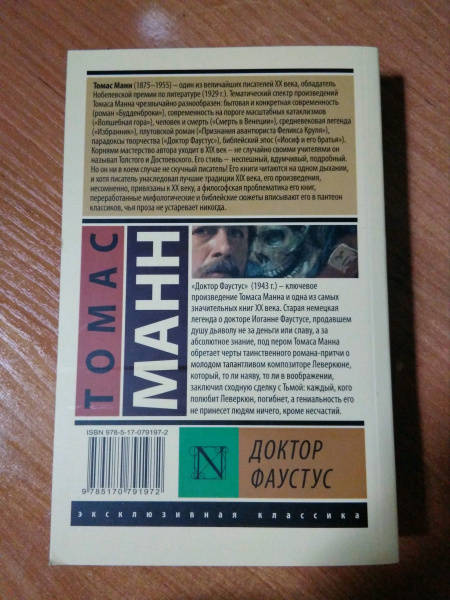 Томас Манн (1875–1955) – один из величайших писателей XX века, обладатель
Нобелевской премии по литературе (1929 г.). Тематический спектр произведений
Томаса Манна чрезвычайно разнообразен: бытовая и конкретная современность
(роман «Будденброки»), современность на пороге масштабных катаклизмов
(«Волшебная гора»), человек и смерть («Смерть в Венеции»), средневековая легенда
(«Избранник»), плутовской роман («Признания авантюриста Феликса Круля»),
парадоксы творчества («Доктор Фаустус»), библейский эпос («Иосиф и его братья»).
Корнями мастерство автора уходит в XIX век – не случайно своими учителями он
называл Толстого и Достоевского. Его стиль – неспешный, вдумчивый, подробный.
Но он ни в коем случае не скучный писатель! Его книги читаются на одном дыхании,
и хотя писатель унаследовал лучшие традиции XIX века, его произведения,
несомненно, привязаны к XX веку, а философская проблематика его книг,
переработанные мифологические и библейские сюжеты вписывают его в пантеон
классиков, чья проза не устаревает никогда.
ТОМАС
МАНН
«Доктор Фаустус» (1943 г.) – ключевое
произведение Томаса Манна и одна из самых
значительных книг XX века. Старая немецкая
легенда о докторе Иоганне Фаустусе, продавшем
душу дьяволу не за деньги или славу, а за
абсолютное знание, под пером Томаса Манна
обретает черты таинственного романа-притчи о
молодом талантливом композиторе Леверкюне,
который, то ли наяву, то ли в воображении,
заключил сходную сделку с Тьмой: каждый, кого
полюбит Леверкюн, погибнет, а гениальность его
не принесет людям ничего, кроме несчастий.
ISBN 978-5-17-079197-2
9 785170 791972
N
ДОКТОР
ФАУСТУС
эксклюзивная классика